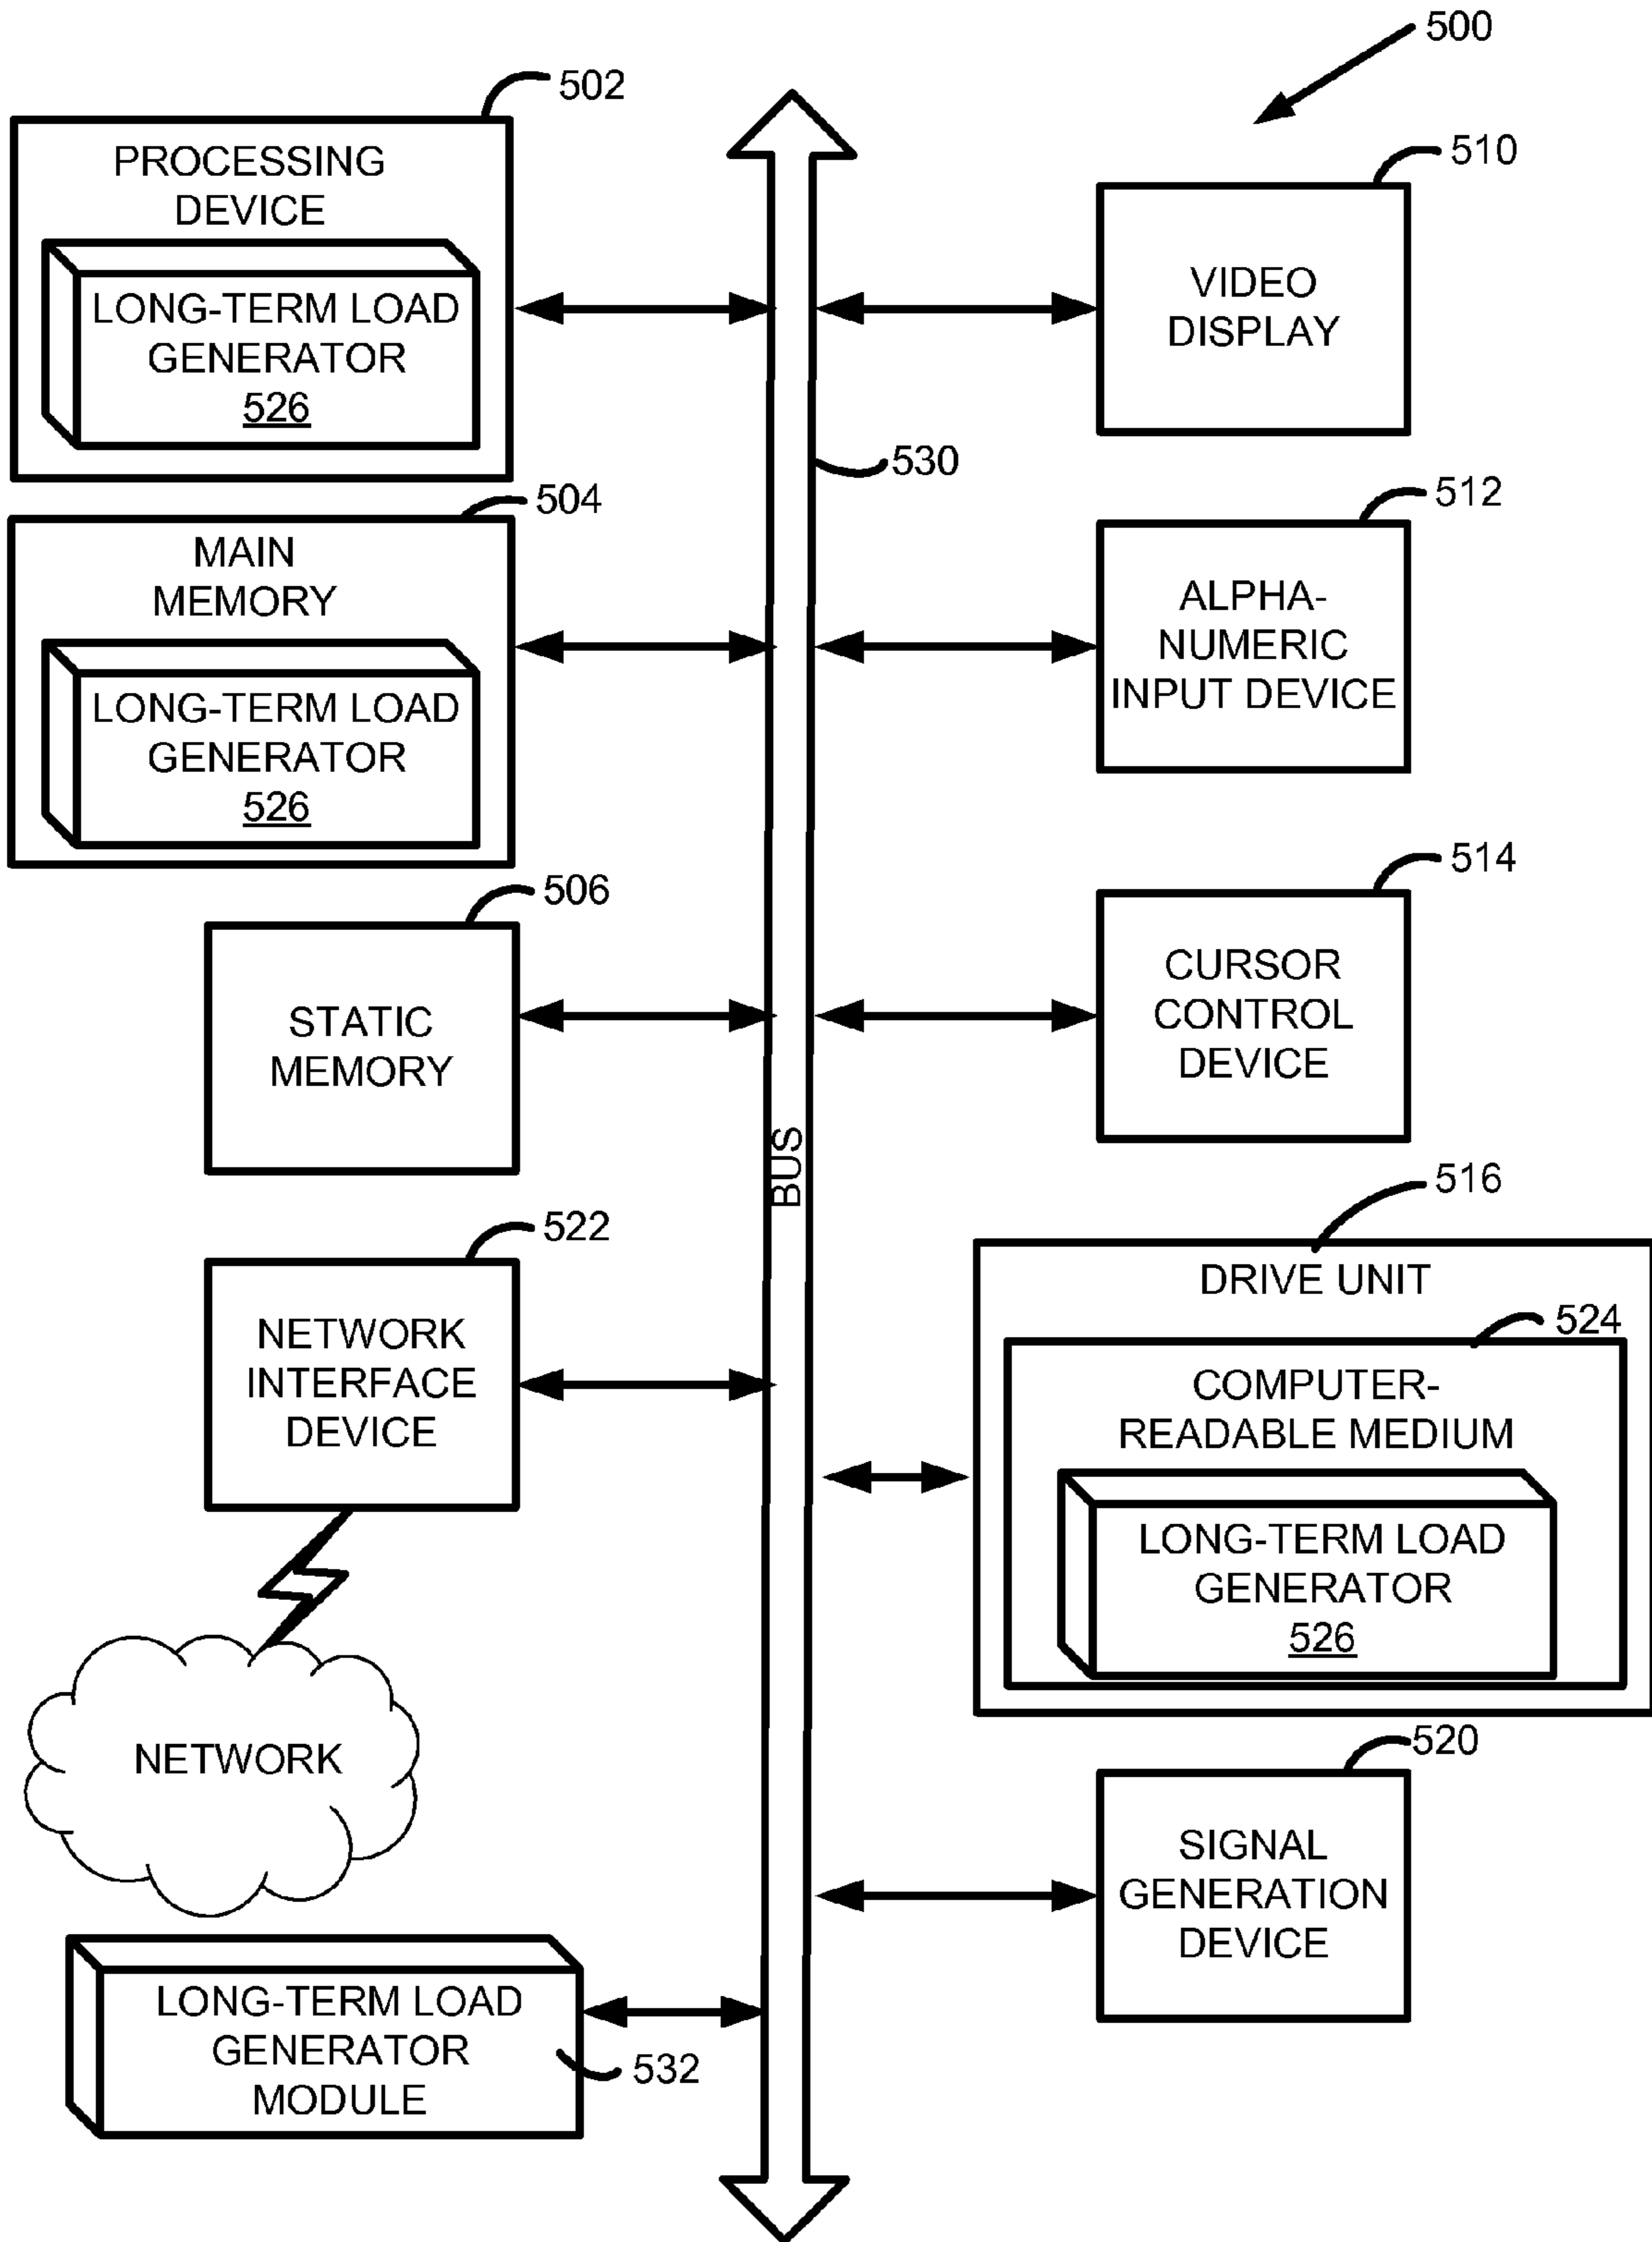 500
502
PROCESSING
DEVICE
LONG-TERM LOAD
GENERATOR
526
504
MAIN
MEMORY
LONG-TERM LOAD
GENERATOR
526
506
STATIC
MEMORY
522
NETWORK
INTERFACE
DEVICE
NETWORK
LONG-TERM LOAD
GENERATOR
MODULE
532
BUS
530
510
VIDEO
DISPLAY
512
ALPHA-
NUMERIC
INPUT DEVICE
514
CURSOR
CONTROL
DEVICE
516
DRIVE UNIT
524
COMPUTER-
READABLE MEDIUM
LONG-TERM LOAD
GENERATOR
526
520
SIGNAL
GENERATION
DEVICE